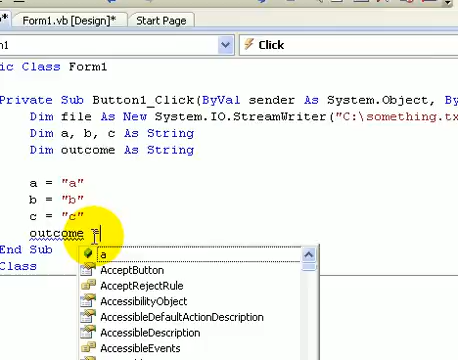 Form1.vb [Design]* Start Page
Click
ic Class Form1
Private Sub Button1_Click(ByVal sender As System.Object, By
Dim file As New System.IO.StreamWriter("C:\something.tx
Dim a, b, c As String
Dim outcome As String
a = "a"
b = "b"
c = "c"
outcome =
End Sub
Class
a
AcceptButton
AcceptRejectRule
AccessibilityObject
AccessibleDefaultActionDescription
AccessibleDescription
AccessibleEvents